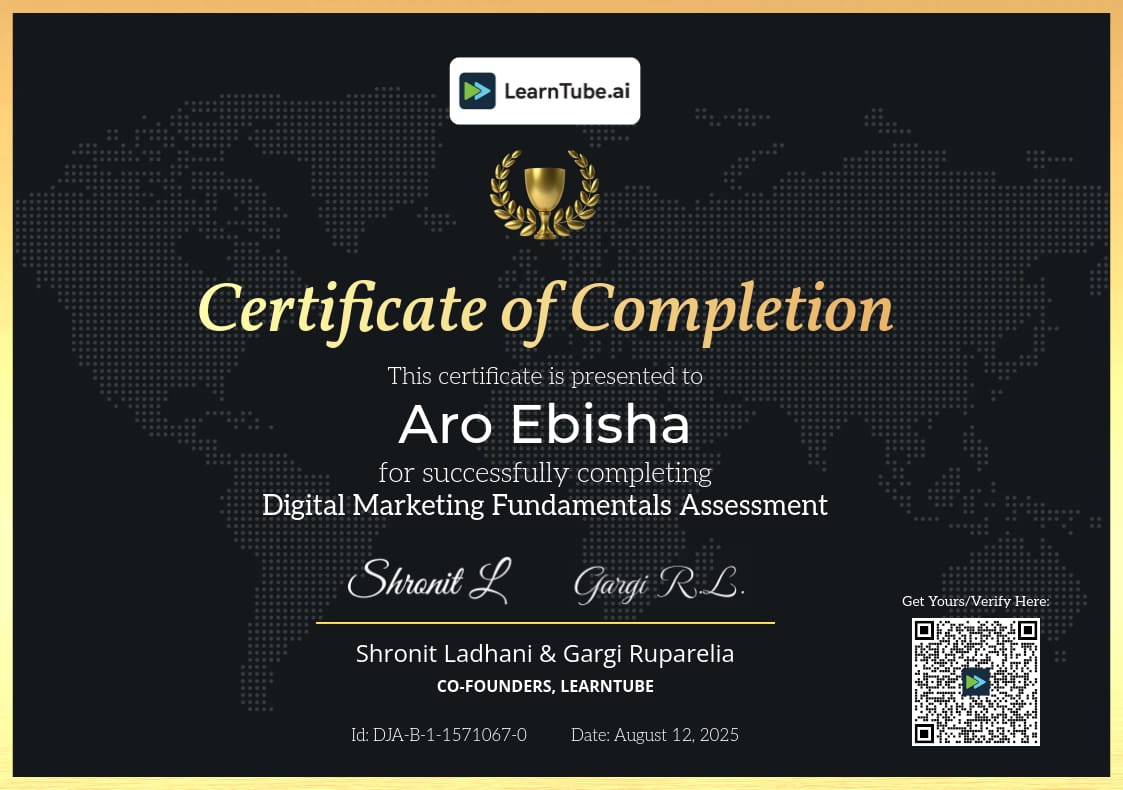 LearnTube.ai
Certificate of Completion
This certificate is presented to
Aro Ebisha
for successfully completing
Digital Marketing Fundamentals Assessment
Shronit L
Gargi R.L.
Shronit Ladhani & Gargi Ruparelia
CO-FOUNDERS, LEARNTUBE
Id: DJA-B-1-1571067-0
Date: August 12, 2025
Get Yours/Verify Here: